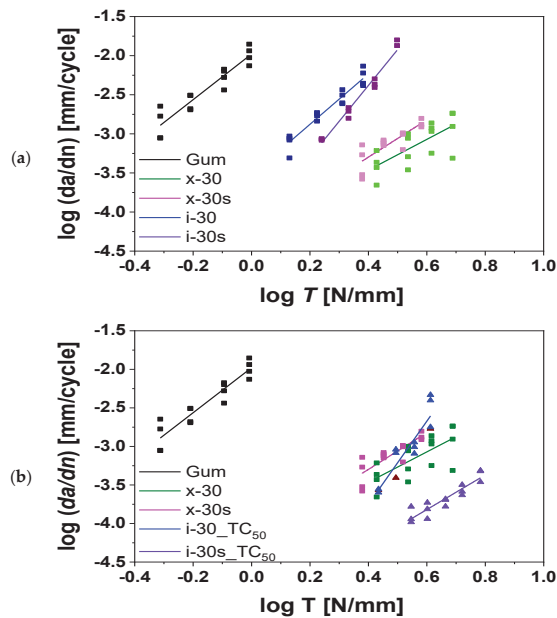 (a)
log (da/dn) [mm/cycle]
-1.5
-2.0
-2.5
-3.0
-3.5
-4.0
-4.5
Gum
x-30
x-30s
i-30
i-30s
-0.4 -0.2 0.0 0.2 0.4 0.6 0.8 1.0
log T [N/mm]
(b)
log (da/dn) [mm/cycle]
-1.5
-2.0
-2.5
-3.0
-3.5
-4.0
-4.5
Gum
x-30
x-30s
i-30_TC₅₀
i-30s_TC₅₀
-0.4 -0.2 0.0 0.2 0.4 0.6 0.8 1.0
log T [N/mm]